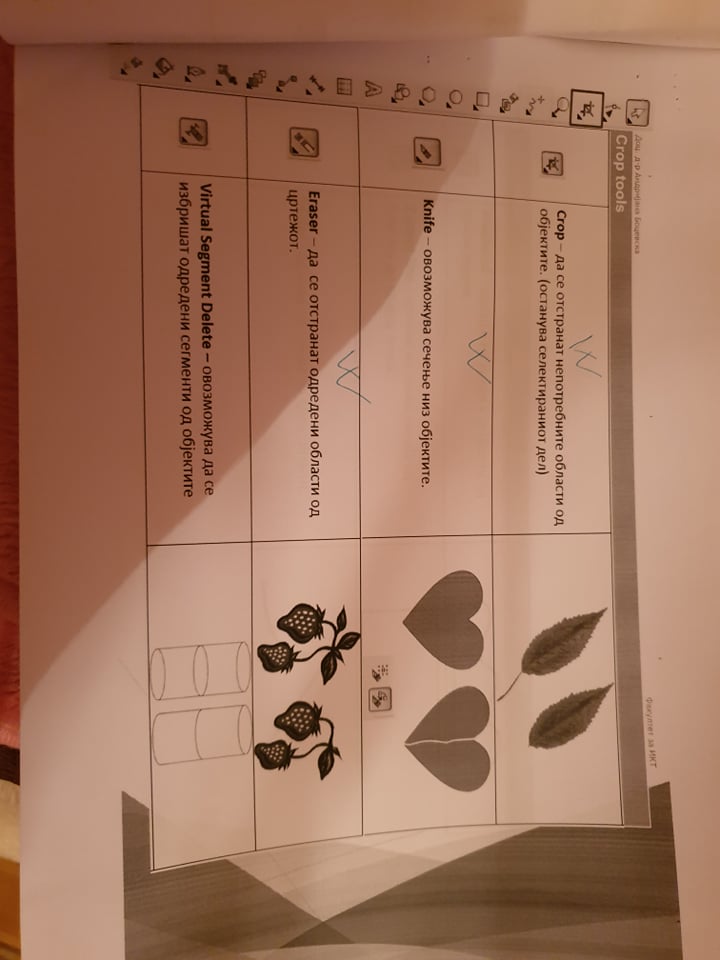 Доц. д-р Андријана Боцевска
Факултет за ИКТ
Crop tools
Crop – да се отстранат непотребните области од
објектите. (останува селектираниот дел)
Knife – овозможува сечење низ објектите.
Eraser – да се отстранат одредени области од
цртежот.
Virtual Segment Delete – овозможува да се
избришат одредени сегменти од објектите